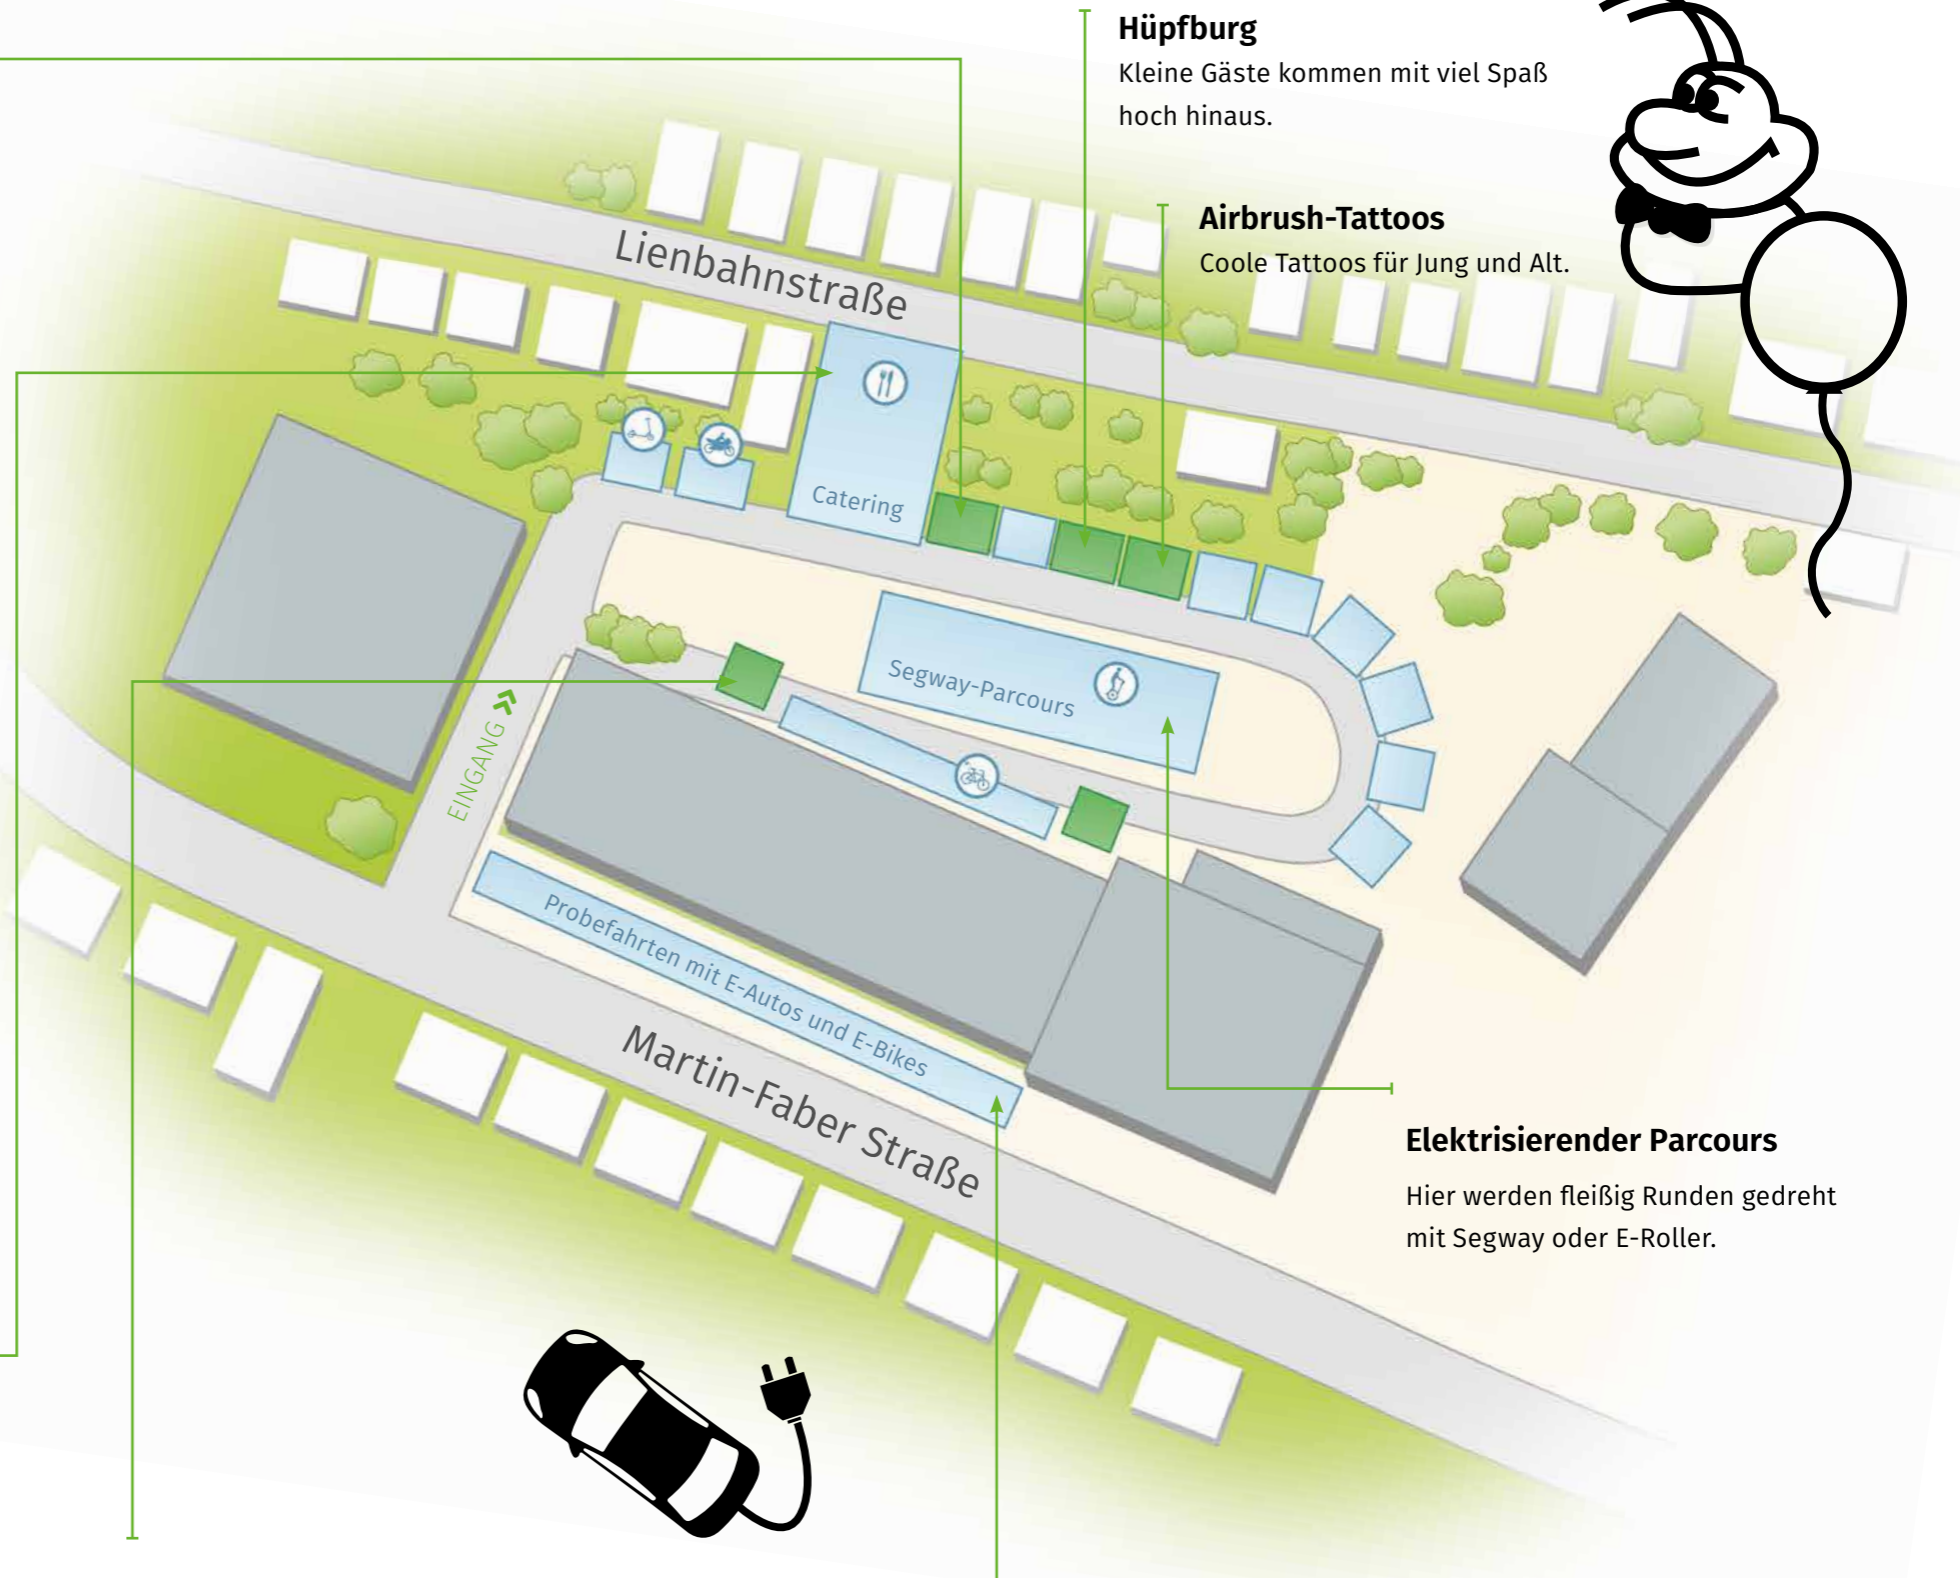 Hüpfburg
Kleine Gäste kommen mit viel Spaß
hoch hinaus.
Airbrush-Tattoos
Coole Tattoos für Jung und Alt.
Lienbahnstraße
Catering
Segway-Parcours
EINGANG
Probefahrten mit E-Autos und E-Bikes
Martin-Faber Straße
Elektrisierender Parcours
Hier werden fleißig Runden gedreht
mit Segway oder E-Roller.